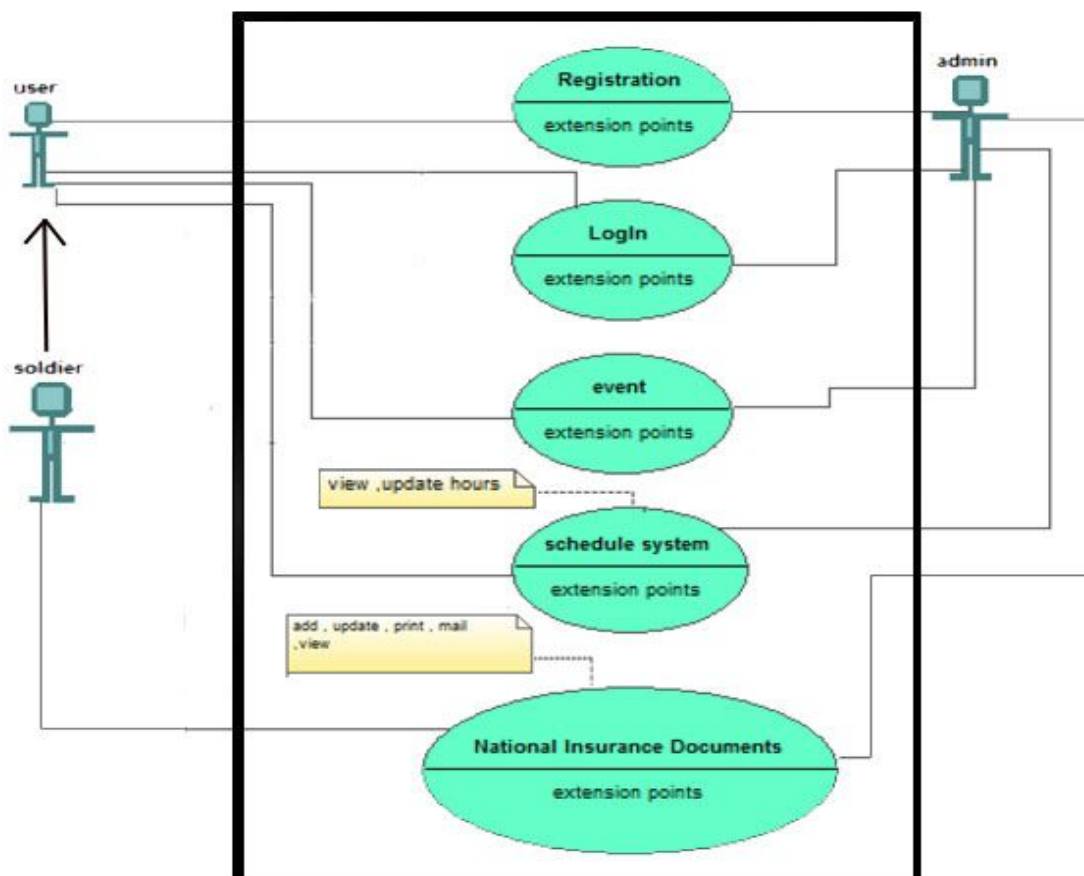 user
admin
Registration
extension points
LogIn
extension points
soldier
event
extension points
view ,update hours
schedule system
extension points
add , update , print , mail
,view
National Insurance Documents
extension points